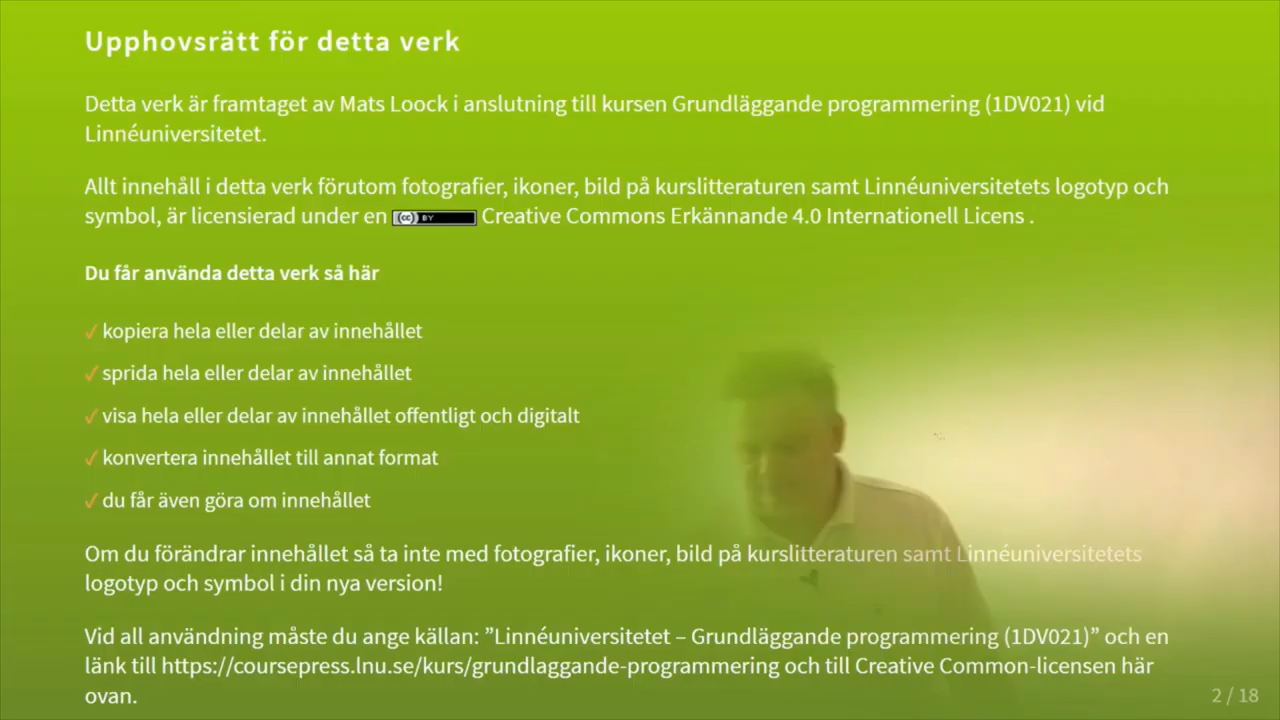 Upphovsrätt för detta verk
Detta verk är framtaget av Mats Loock i anslutning till kursen Grundläggande programmering (1DV021) vid
Linnéuniversitetet.
Allt innehåll i detta verk förutom fotografier, ikoner, bild på kurslitteraturen samt Linnéuniversitetets logotyp och
symbol, är licensierad under en (cc) BY Creative Commons Erkännande 4.0 Internationell Licens .
Du får använda detta verk så här
✓ kopiera hela eller delar av innehållet
✓ sprida hela eller delar av innehållet
✓ visa hela eller delar av innehållet offentligt och digitalt
✓ konvertera innehållet till annat format
✓ du får även göra om innehållet
Om du förändrar innehållet så ta inte med fotografier, ikoner, bild på kurslitteraturen samt Linnéuniversitetets
logotyp och symbol i din nya version!
Vid all användning måste du ange källan: ”Linnéuniversitetet – Grundläggande programmering (1DV021)” och en
länk till https://coursepress.lnu.se/kurs/grundlaggande-programmering och till Creative Common-licensen här
ovan.
2 / 18